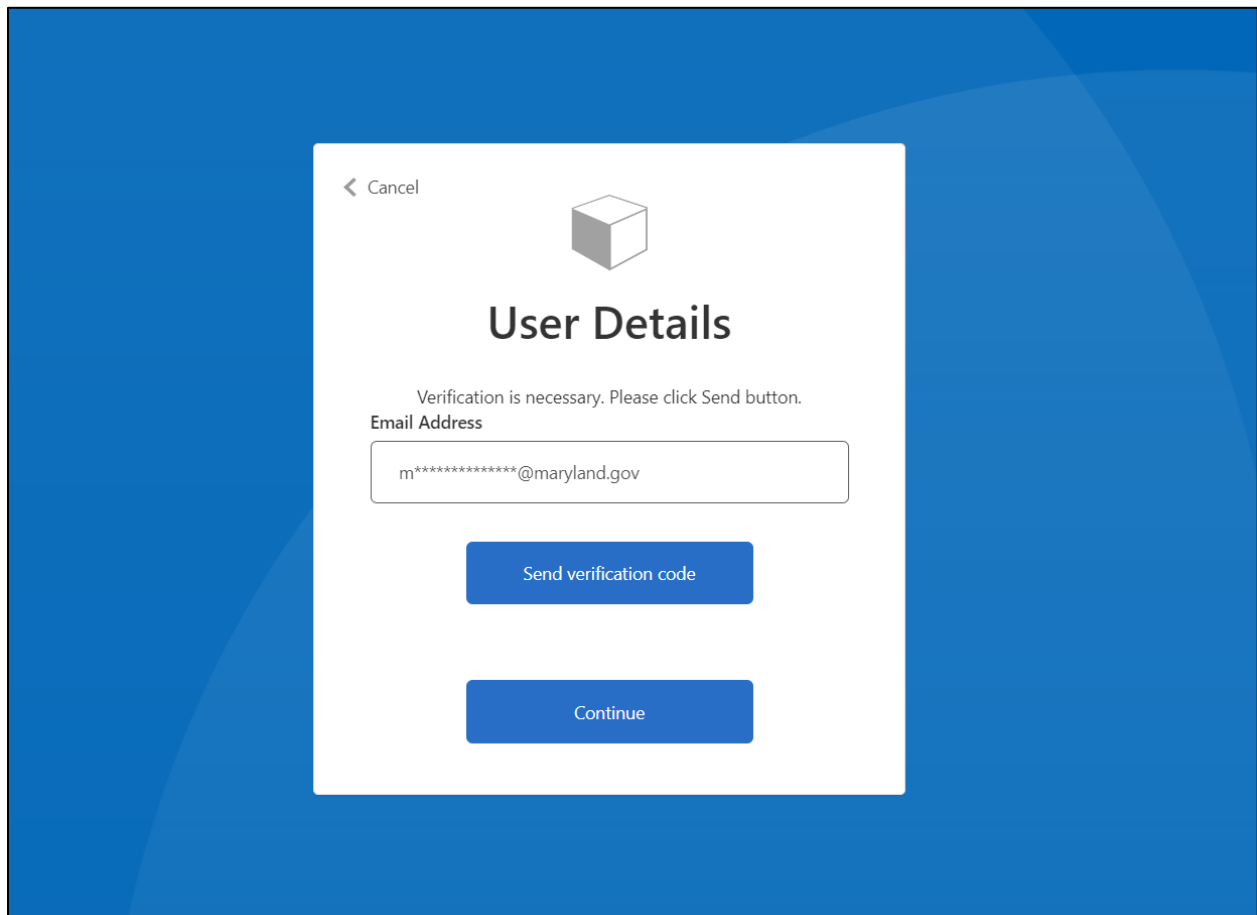 Cancel
User Details
Verification is necessary. Please click Send button.
Email Address
m**************@maryland.gov
Send verification code
Continue